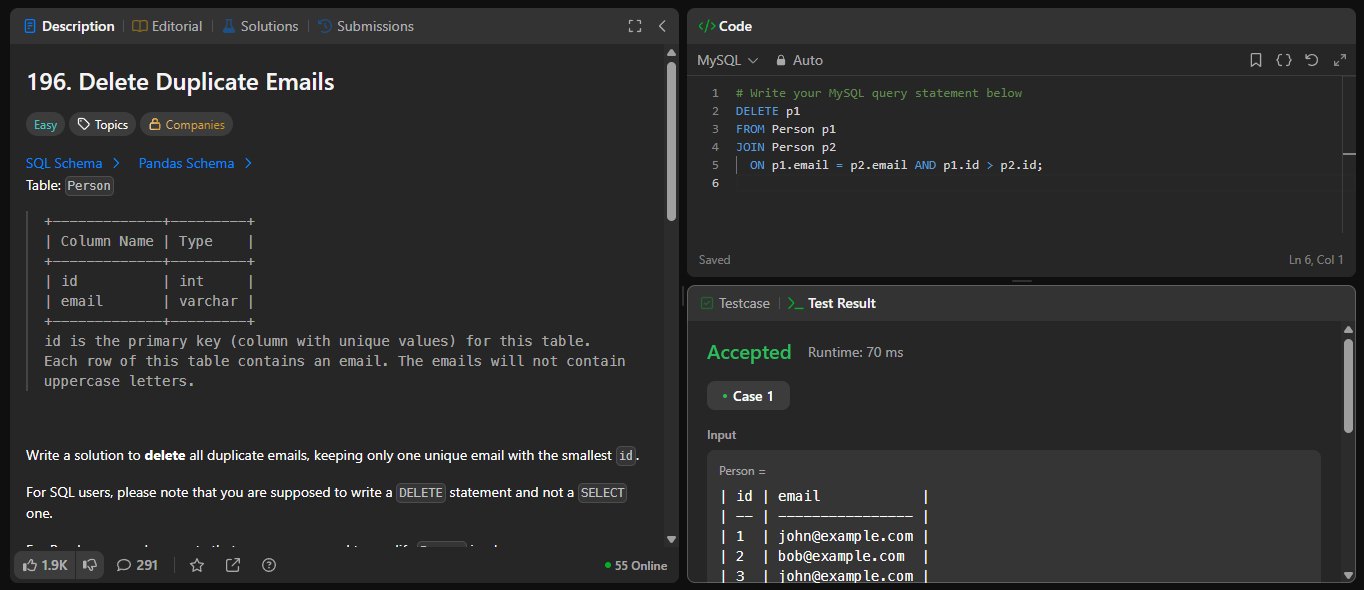 Description
Editorial
Solutions
Submissions
196. Delete Duplicate Emails
Easy
Topics
Companies
SQL Schema >
Pandas Schema >
Table: Person
+-------------+---------+
| Column Name | Type    |
+-------------+---------+
| id          | int     |
| email       | varchar |
+-------------+---------+
id is the primary key (column with unique values) for this table.
Each row of this table contains an email. The emails will not contain
uppercase letters.
Write a solution to delete all duplicate emails, keeping only one unique email with the smallest id.
For SQL users, please note that you are supposed to write a DELETE statement and not a SELECT
one.
1.9K
291
55 Online
</> Code
MySQL
Auto
1 # Write your MySQL query statement below
2 DELETE p1
3 FROM Person p1
4 JOIN Person p2
5 ON p1.email = p2.email AND p1.id > p2.id;
6
Saved
Ln 6, Col 1
Testcase
Test Result
Accepted
Runtime: 70 ms
Case 1
Input
Person =
| id | email            |
| -- | ---------------- |
| 1  | john@example.com |
| 2  | bob@example.com  |
| 3  | john@example.com |